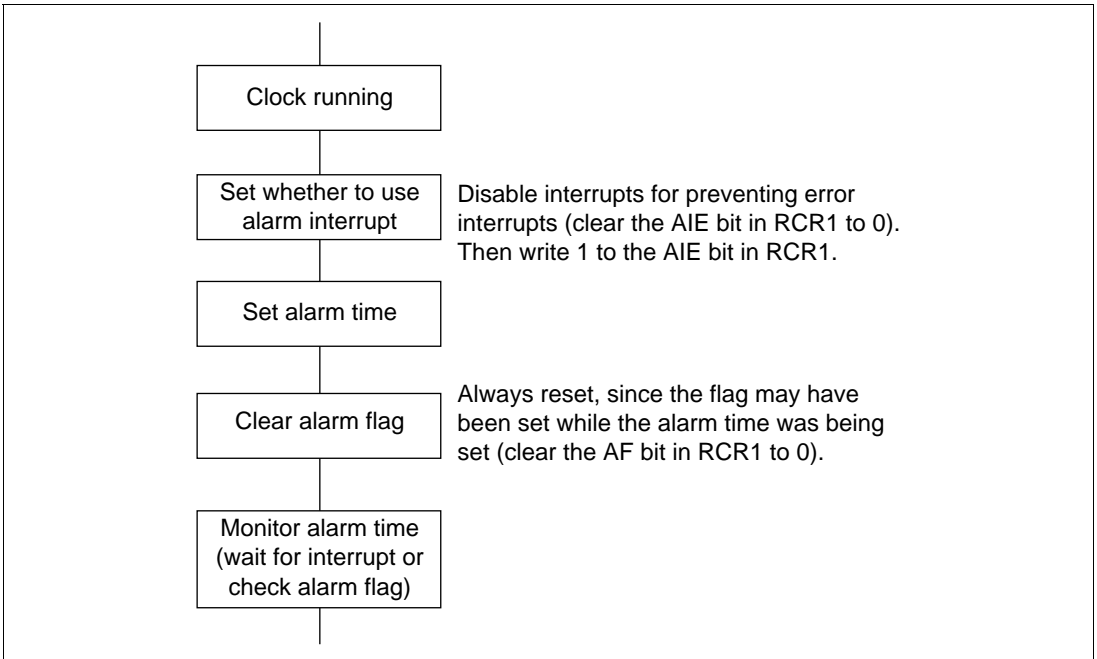 Clock running
Set whether to use
alarm interrupt
Disable interrupts for preventing error
interrupts (clear the AIE bit in RCR1 to 0).
Then write 1 to the AIE bit in RCR1.
Set alarm time
Clear alarm flag
Always reset, since the flag may have
been set while the alarm time was being
set (clear the AF bit in RCR1 to 0).
Monitor alarm time
(wait for interrupt or
check alarm flag)